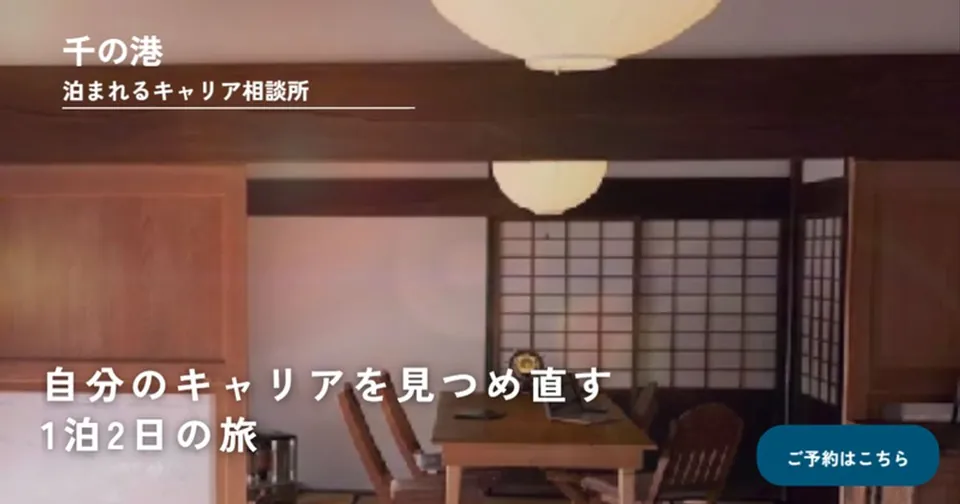 千の港
泊まれるキャリア相談所
自分のキャリアを見つめ直す
1泊2日の旅
ご予約はこちら